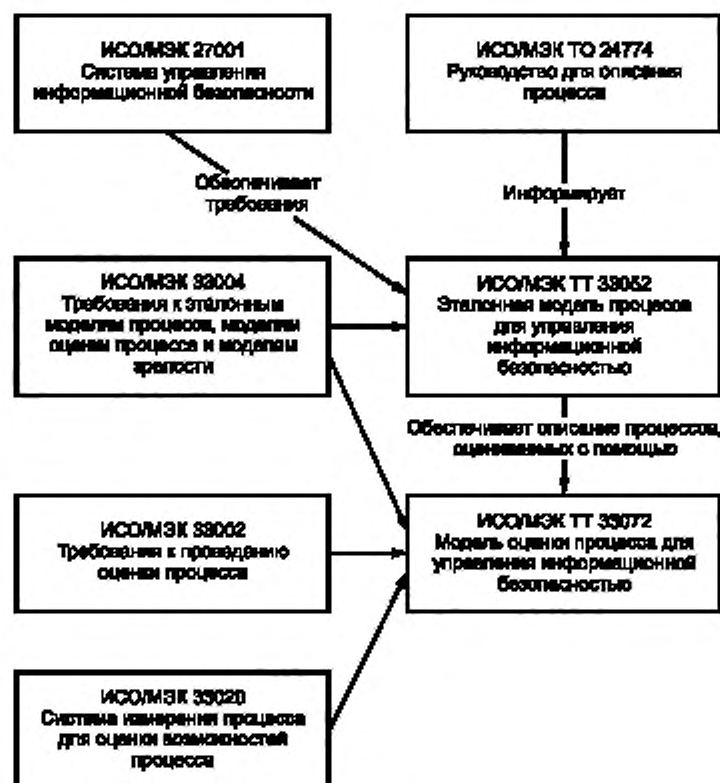 ИСО/МЭК 27001
Система управления
информационной безопасности
ИСО/МЭК ТО 24774
Руководство для описания
процесса
Обеспечивает
требования
Информирует
ИСО/МЭК 33004
Требования к эталонным
моделям процесса, моделям
оценки процесса и моделям
зрелости
ИСО/МЭК ТТ 33052
Эталонная модель процесса
для управления
информационной
безопасностью
Обеспечивает описание процессов,
оцениваемых с помощью
ИСО/МЭК 33002
Требования к проведению
оценки процесса
ИСО/МЭК ТТ 33072
Модель оценки процесса для
управления информационной
безопасностью
ИСО/МЭК 33020
Система измерения процесса
для оценки возможностей
процесса